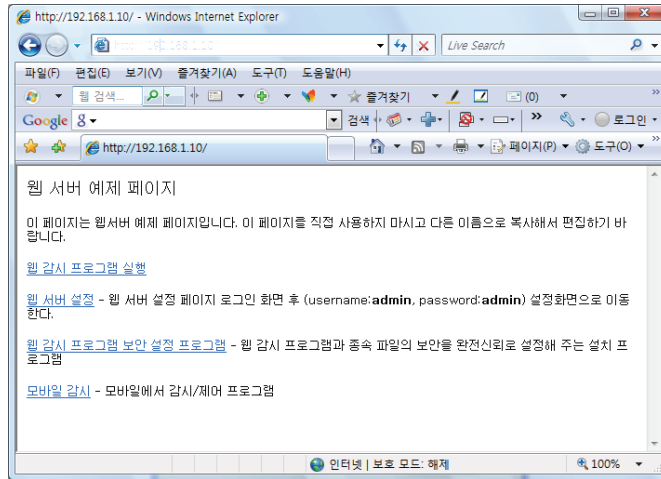 http://192.168.1.10/ - Windows Internet Explorer
Live Search
파일(F) 편집(E) 보기(V) 즐겨찾기(A) 도구(T) 도움말(H)
웹 검색... 즐겨찾기 (0)
Google 검색 로그인
http://192.168.1.10/ 페이지(P) 도구(O)
웹 서버 예제 페이지
이 페이지는 웹서버 예제 페이지입니다. 이 페이지를 직접 사용하지 마시고 다른 이름으로 복사해서 편집하기 바
랍니다.
웹 감시 프로그램 실행
웹 서버 설정 - 웹 서버 설정 페이지 로그인 화면 후 (username:admin, password:admin) 설정화면으로 이동
한다.
웹 감시 프로그램 보안 설정 프로그램 - 웹 감시 프로그램과 종속 파일의 보안을 완전신뢰로 설정해 주는 설치 프
로그램
모바일 감시 - 모바일에서 감시/제어 프로그램
인터넷 | 보호 모드: 해제 100%